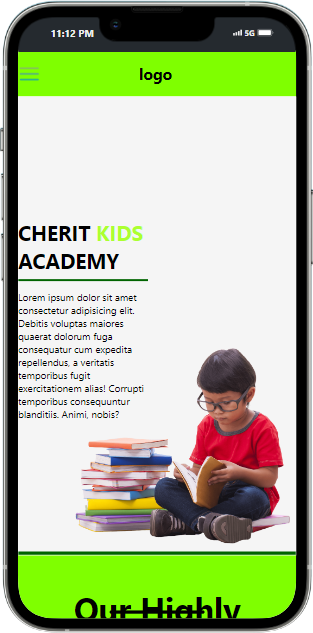 11:12 PM 5G
logo
CHERIT KIDS
ACADEMY
Lorem ipsum dolor sit amet
consectetur adipisicing elit.
Debitis voluptas maiores
quaerat dolorum fuga
consequatur cum expedita
repellendus, a veritatis
temporibus fugit
exercitationem alias! Corrupti
temporibus consequuntur
blanditiis. Animi, nobis?
Our Highly